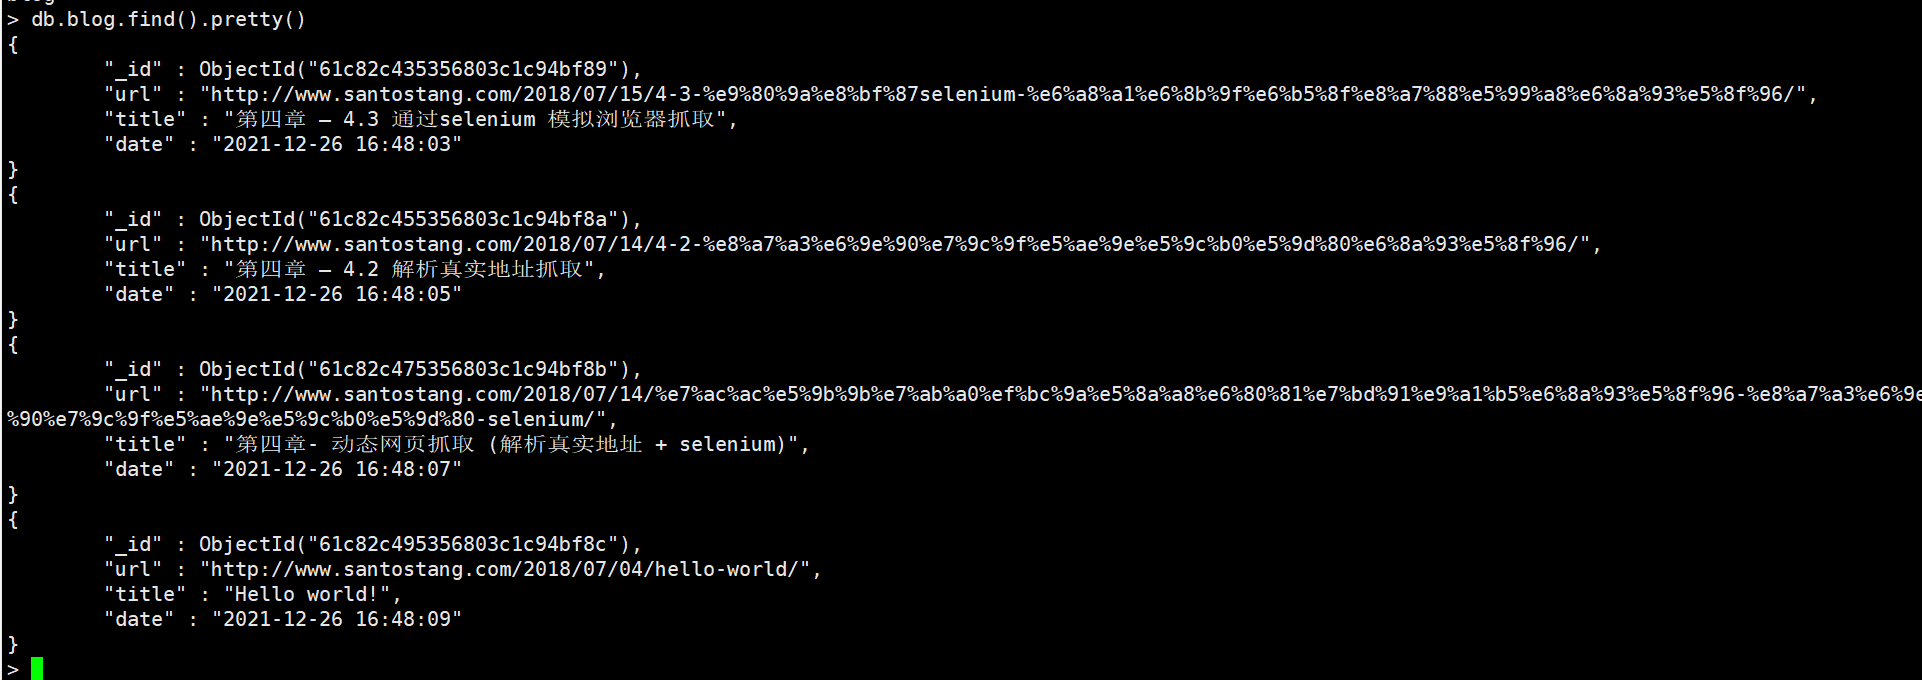 > db.blog.find().pretty()
{
        "_id" : ObjectId("61c82c435356803c1c94bf89"),
        "url" : "http://www.santostang.com/2018/07/15/4-3-%e9%80%9a%e8%bf%87selenium-%e6%a8%a1%e6%8b%9f%e6%b5%8f%e8%a7%88%e5%99%a8%e6%8a%93%e5%8f%96/",
        "title" : "第四章 – 4.3 通过selenium 模拟浏览器抓取",
        "date" : "2021-12-26 16:48:03"
}
{
        "_id" : ObjectId("61c82c455356803c1c94bf8a"),
        "url" : "http://www.santostang.com/2018/07/14/4-2-%e8%a7%a3%e6%9e%90%e7%9c%9f%e5%ae%9e%e5%9c%b0%e5%9d%80%e6%8a%93%e5%8f%96/",
        "title" : "第四章 – 4.2 解析真实地址抓取",
        "date" : "2021-12-26 16:48:05"
}
{
        "_id" : ObjectId("61c82c475356803c1c94bf8b"),
        "url" : "http://www.santostang.com/2018/07/14/%e7%ac%ac%e5%9b%9b%e7%ab%a0%ef%bc%9a%e5%8a%a8%e6%80%81%e7%bd%91%e9%a1%b5%e6%8a%93%e5%8f%96-%e8%a7%a3%e6%9e
%90%e7%9c%9f%e5%ae%9e%e5%9c%b0%e5%9d%80-selenium/",
        "title" : "第四章- 动态网页抓取 (解析真实地址 + selenium)",
        "date" : "2021-12-26 16:48:07"
}
{
        "_id" : ObjectId("61c82c495356803c1c94bf8c"),
        "url" : "http://www.santostang.com/2018/07/04/hello-world/",
        "title" : "Hello world!",
        "date" : "2021-12-26 16:48:09"
}
>